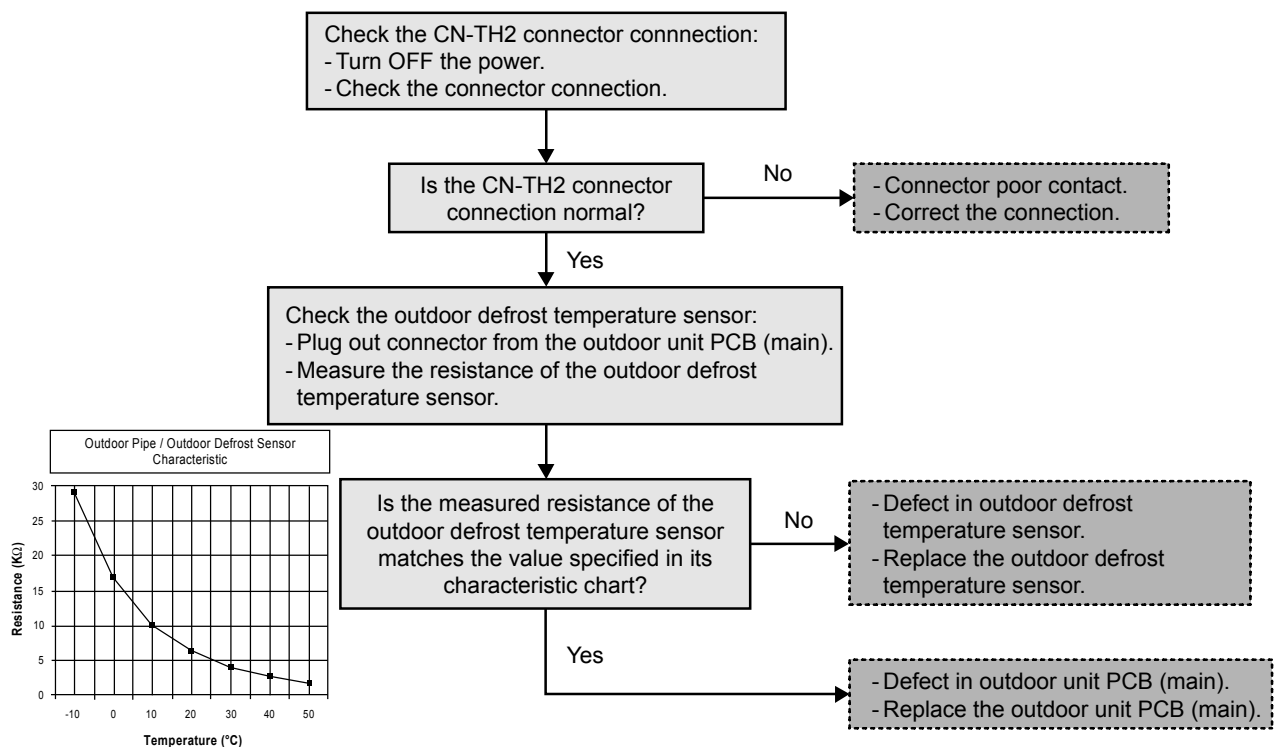 Check the CN-TH2 connector connnection:
- Turn OFF the power.
- Check the connector connection.
Is the CN-TH2 connector
connection normal?
No
- Connector poor contact.
- Correct the connection.
Yes
Check the outdoor defrost temperature sensor:
- Plug out connector from the outdoor unit PCB (main).
- Measure the resistance of the outdoor defrost
temperature sensor.
Outdoor Pipe / Outdoor Defrost Sensor
Characteristic
30
25
20
15
10
5
0
Resistance (KΩ)
-10 0 10 20 30 40 50
Temperature (°C)
Is the measured resistance of the
outdoor defrost temperature sensor
matches the value specified in its
characteristic chart?
No
- Defect in outdoor defrost
temperature sensor.
- Replace the outdoor defrost
temperature sensor.
Yes
- Defect in outdoor unit PCB (main).
- Replace the outdoor unit PCB (main).